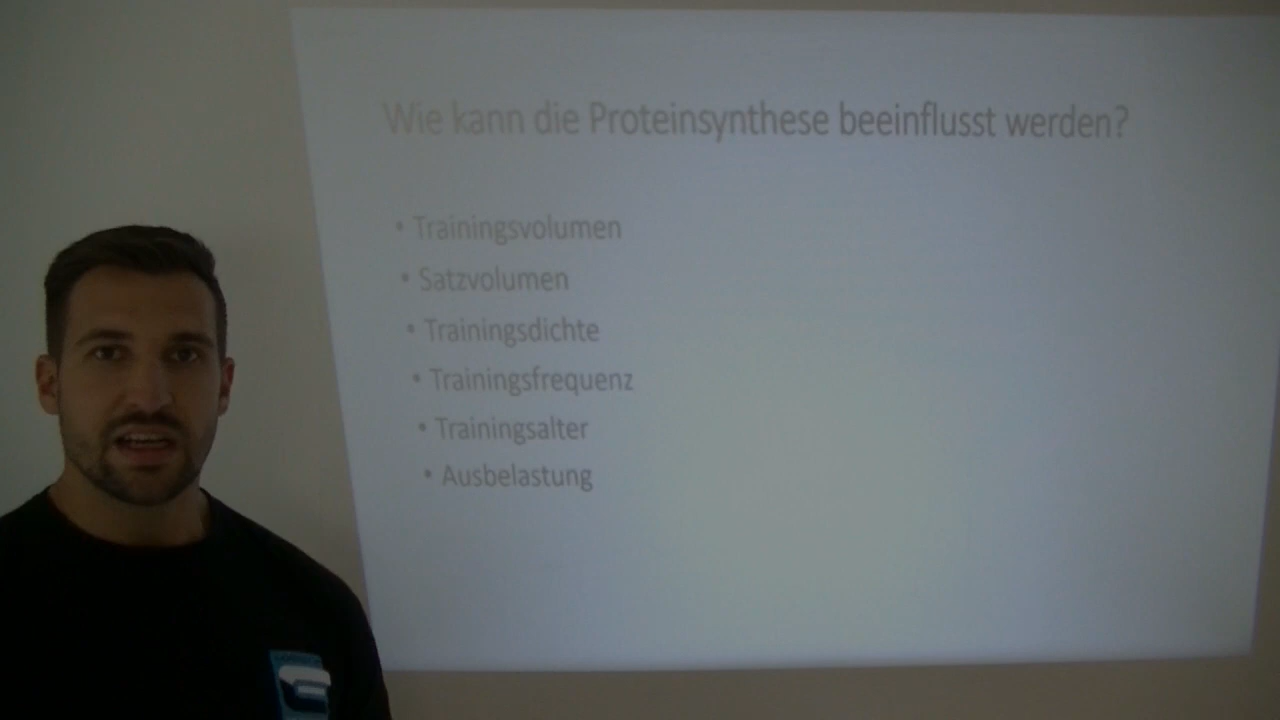 Wie kann die Proteinsynthese beeinflusst werden?
• Trainingsvolumen
• Satzvolumen
• Trainingsdichte
• Trainingsfrequenz
• Trainingsalter
• Ausbelastung